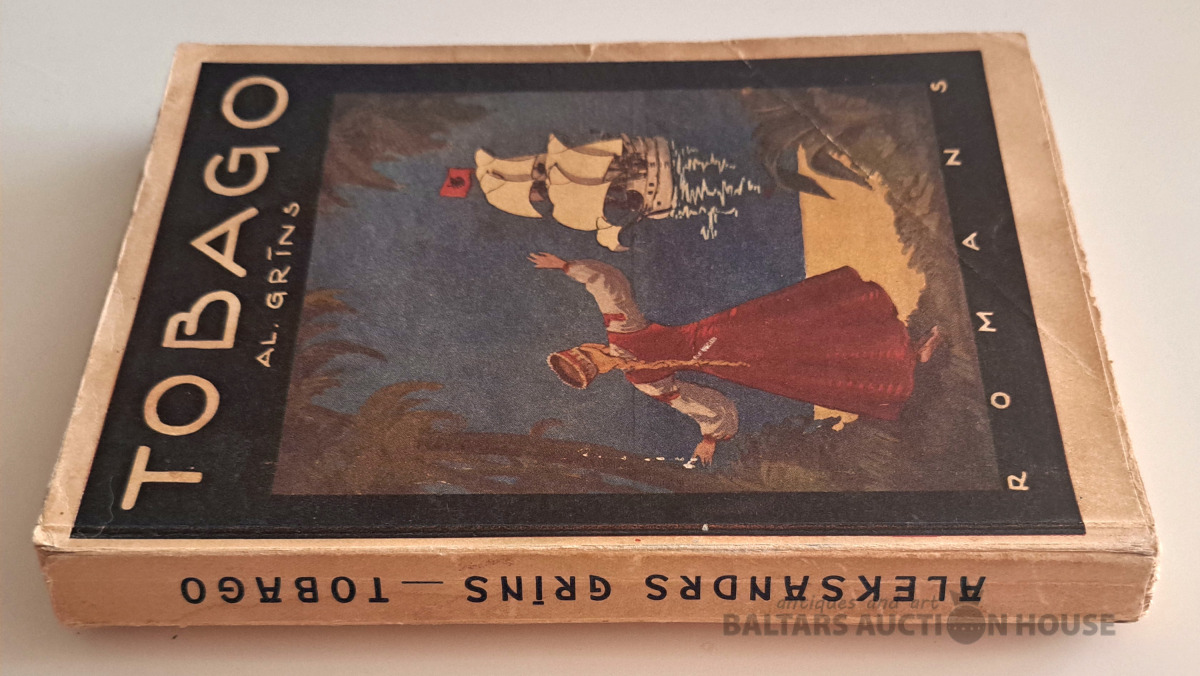 TOBAGO
AL. GRĪNS
ROMANS
ALEKSANDRS GRĪNS — TOBAGO
antiques and art
BALTARS AUCTION HOUSE